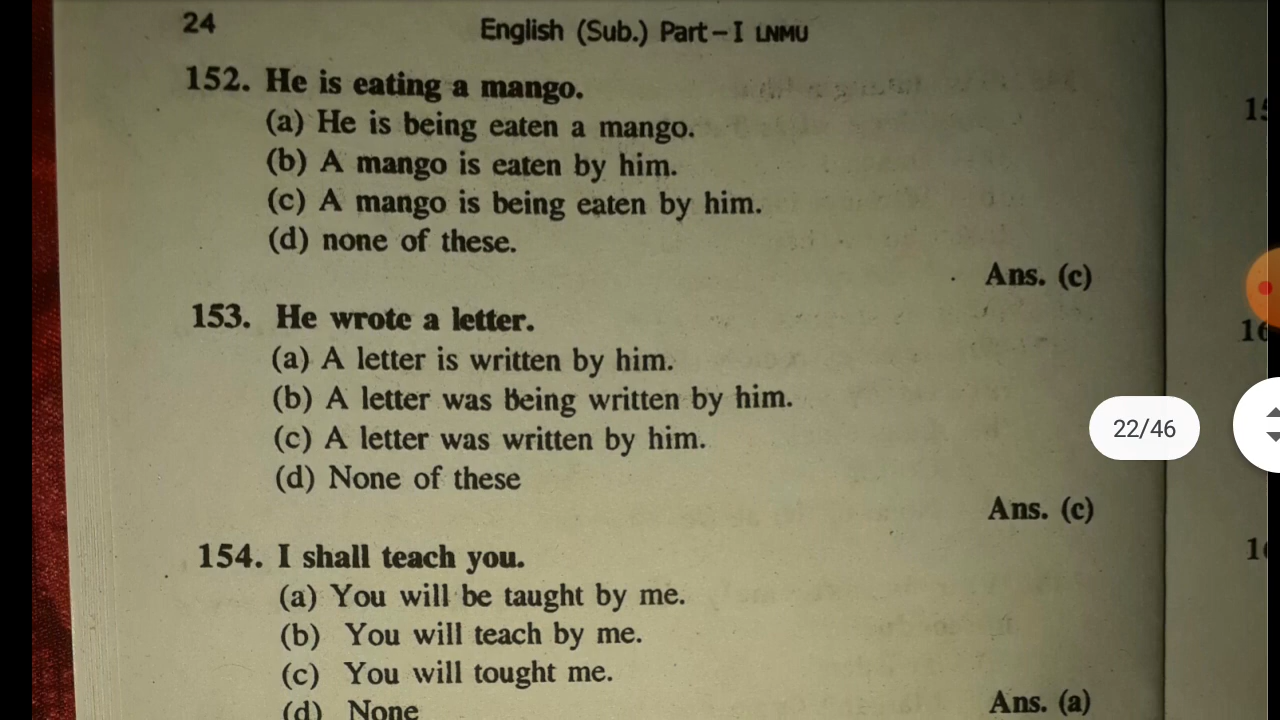 24
English (Sub.) Part-I LNMU
152. He is eating a mango.
(a) He is being eaten a mango.
(b) A mango is eaten by him.
(c) A mango is being eaten by him.
(d) none of these.
Ans. (c)
153. He wrote a letter.
(a) A letter is written by him.
(b) A letter was being written by him.
(c) A letter was written by him.
(d) None of these
Ans. (c)
22/46
154. I shall teach you.
(a) You will be taught by me.
(b) You will teach by me.
(c) You will tought me.
(d) None
Ans. (a)